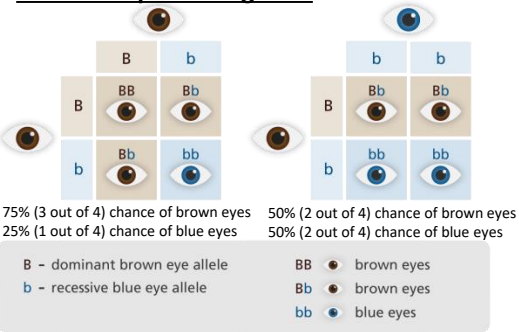 B b
b b
B BB Bb
B Bb Bb
b Bb bb
b bb bb
75% (3 out of 4) chance of brown eyes
25% (1 out of 4) chance of blue eyes
50% (2 out of 4) chance of brown eyes
50% (2 out of 4) chance of blue eyes
B - dominant brown eye allele
b - recessive blue eye allele
BB brown eyes
Bb brown eyes
bb blue eyes